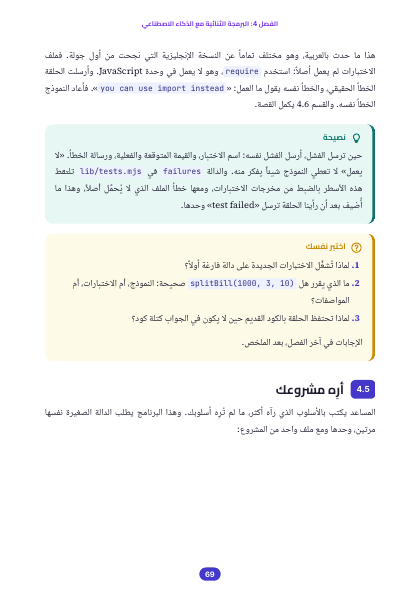 الفصل 4: البرمجة الثنائية مع الذكاء الاصطناعي
هذا ما حدث بالعربية، وهو مختلف تماماً عن النسخة الإنجليزية التي نجحت من أول جولة. فملف
الاختبارات لم يعمل أصلاً: استخدم require، وهو لا يعمل في وحدة JavaScript. وأرسلت الحلقة
الخطأ الحقيقي، والخطأ نفسه يقول ما العمل: «you can use import instead». فأعاد النموذج
الخطأ نفسه. والقسم 4.6 يكمل القصة.
نصيحة
حين ترسل الفشل، أرسل الفشل نفسه: اسم الاختبار، والقيمة المتوقعة والفعلية، ورسالة الخطأ. «لا
يعمل» لا تعطي النموذج شيئاً يفكر منه. والدالة failures في lib/tests.mjs تلتقط
هذه الأسطر بالضبط من مخرجات الاختبارات، ومعها خطأ الملف الذي لا يُحمَّل أصلاً، وهذا ما
أُضيف بعد أن رأينا الحلقة ترسل «test failed» وحدها.
اختبر نفسك
1. لماذا تُشغَّل الاختبارات الجديدة على دالة فارغة أولاً؟
2. ما الذي يقرر هل splitBill(1000, 3, 10) صحيحة: النموذج، أم الاختبارات، أم
المواصفات؟
3. لماذا تحتفظ الحلقة بالكود القديم حين لا يكون في الجواب كتلة كود؟
الإجابات في آخر الفصل، بعد الملخص.
4.5 أرِه مشروعك
المساعد يكتب بالأسلوب الذي رآه أكثر، ما لم تُره أسلوبك. وهذا البرنامج يطلب الدالة الصغيرة نفسها
مرتين، وحدها ومع ملف واحد من المشروع:
69